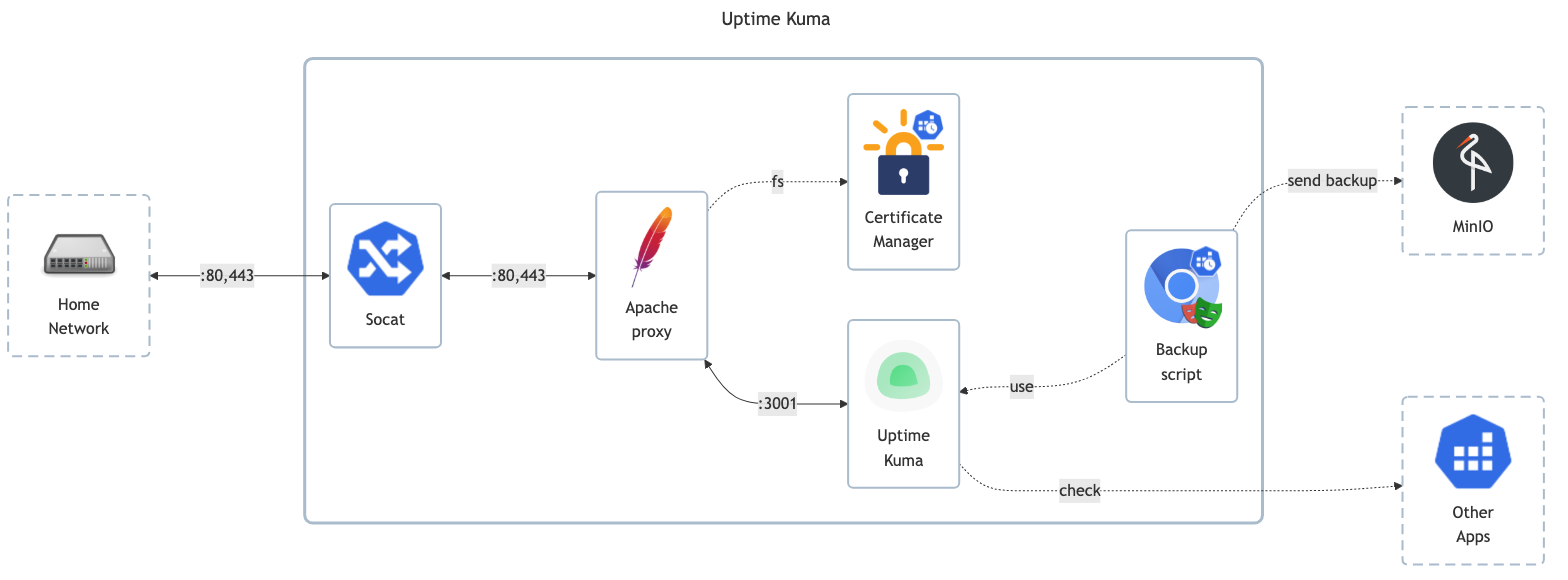 Uptime Kuma
Home
Network
:80,443
Socat
:80,443
Apache
proxy
fs
Certificate
Manager
:3001
Uptime
Kuma
use
Backup
script
send backup
MinIO
check
Other
Apps